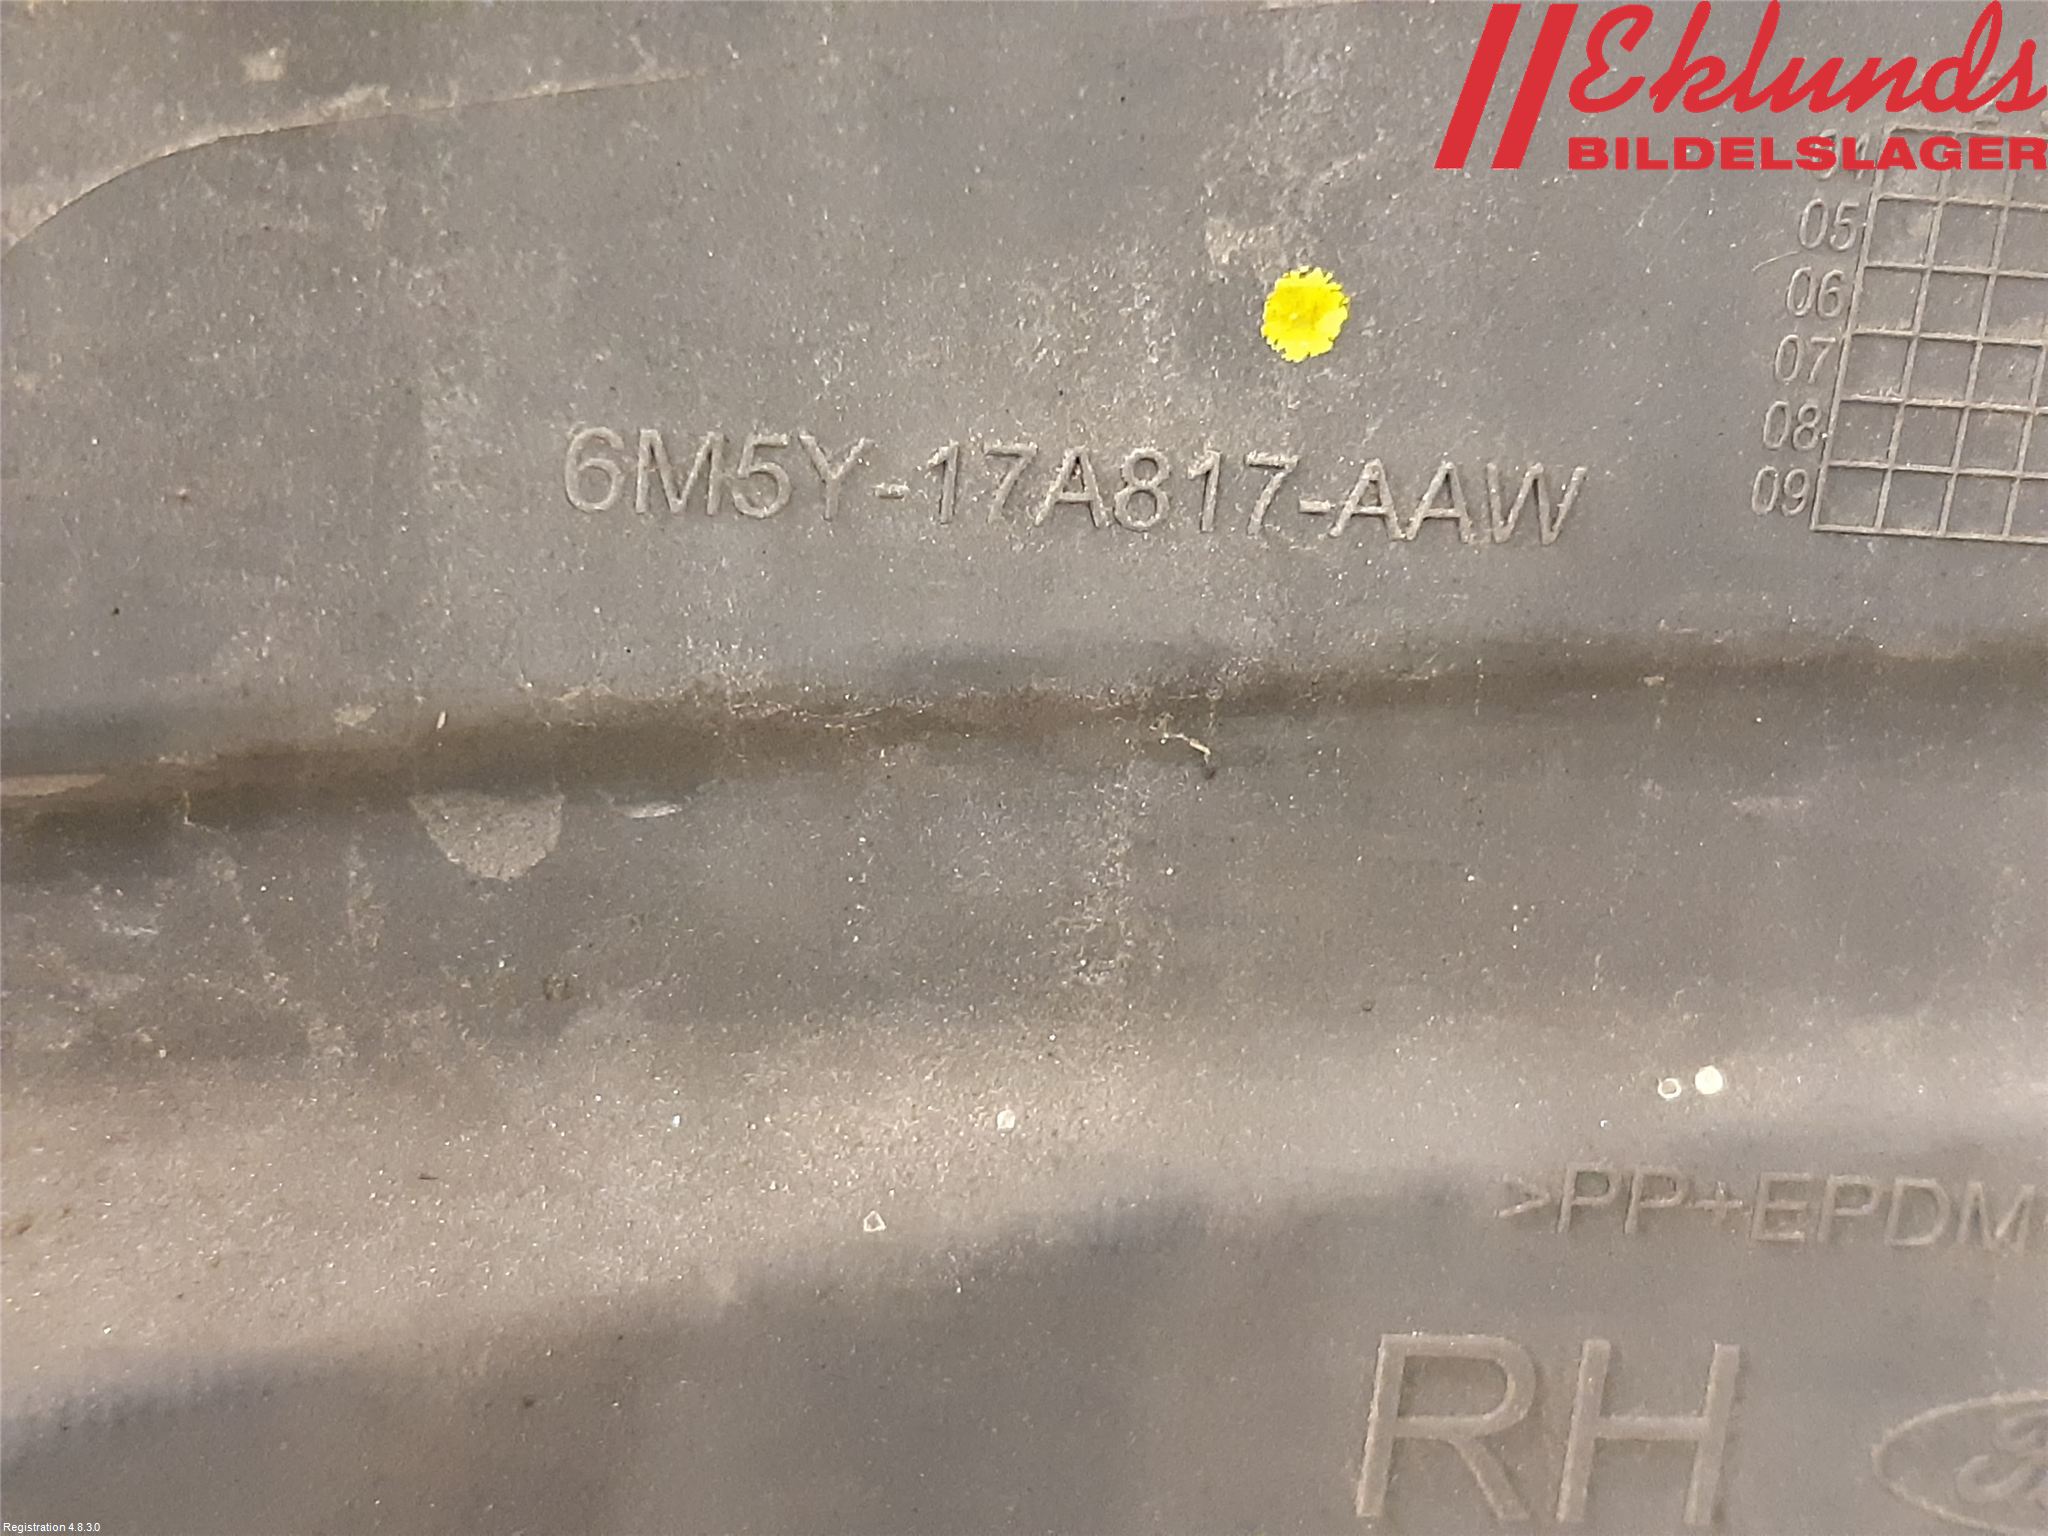 Eklunds
BILDELSLAGER
05
06
07
08
09
6M5Y-17A817-AAW
>PP+EPDM
RH
Registration 4.8.3.0